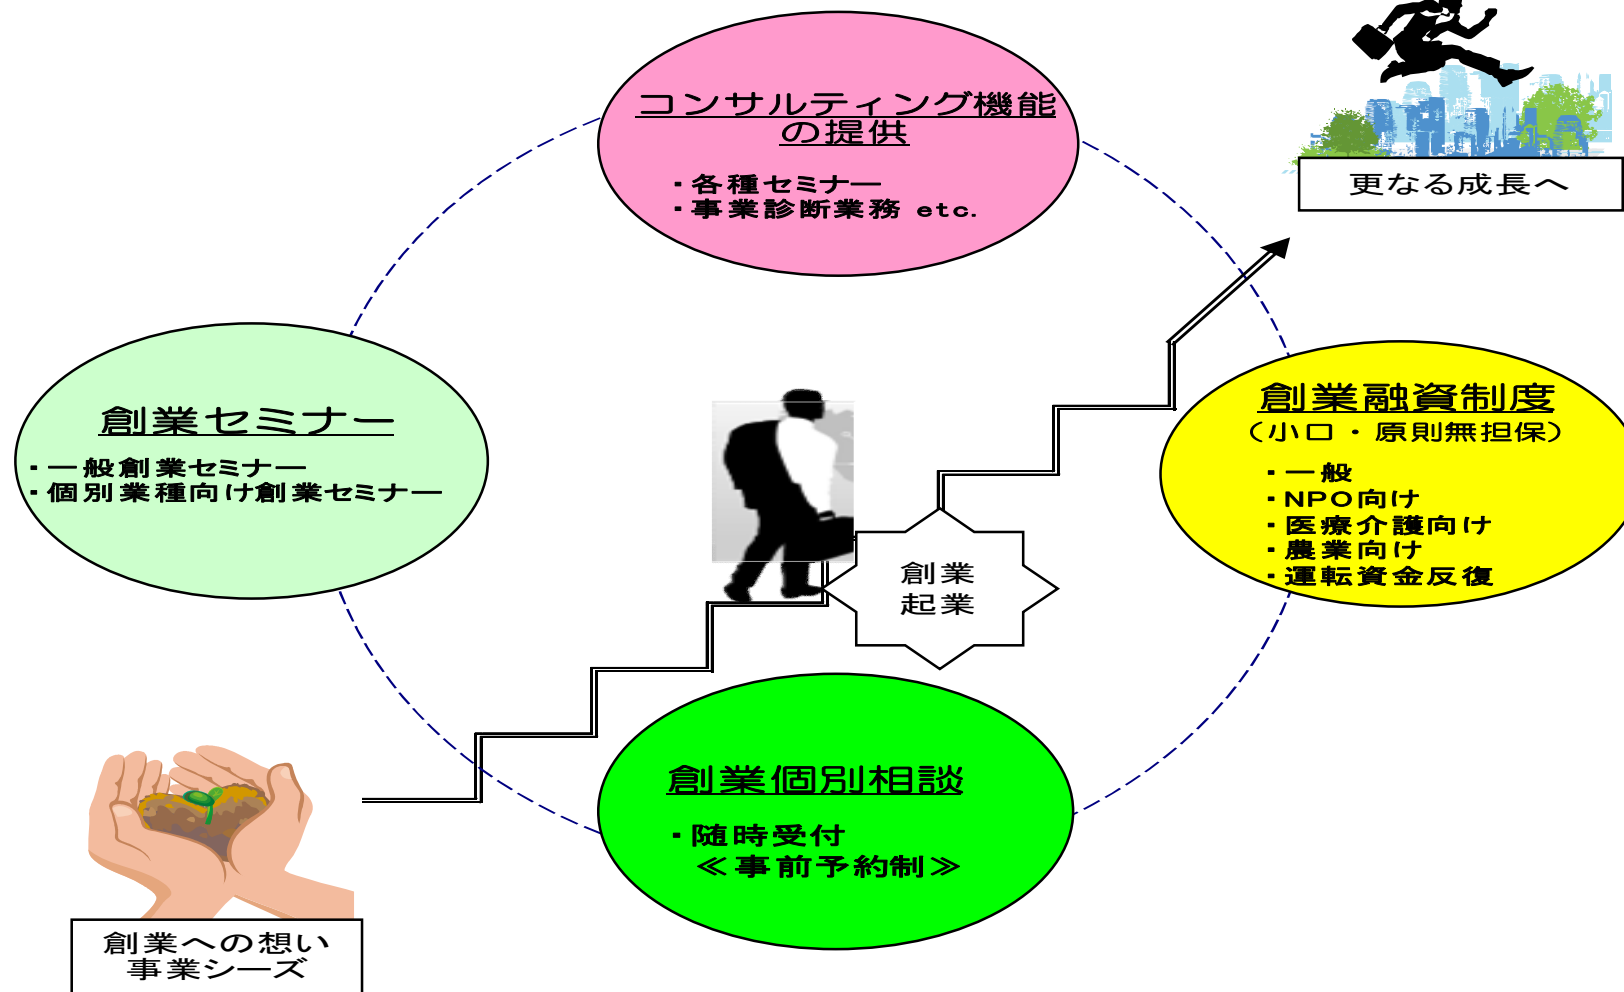 コンサルティング機能
の提供
・各種セミナー
・事業診断業務 etc.
更なる成長へ
創業セミナー
・一般創業セミナー
・個別業種向け創業セミナー
創業融資制度
（小口・原則無担保）
・一般
・NPO向け
・医療介護向け
・農業向け
・運転資金反復
創業
起業
創業個別相談
・随時受付
≪事前予約制≫
創業への想い
事業シーズ